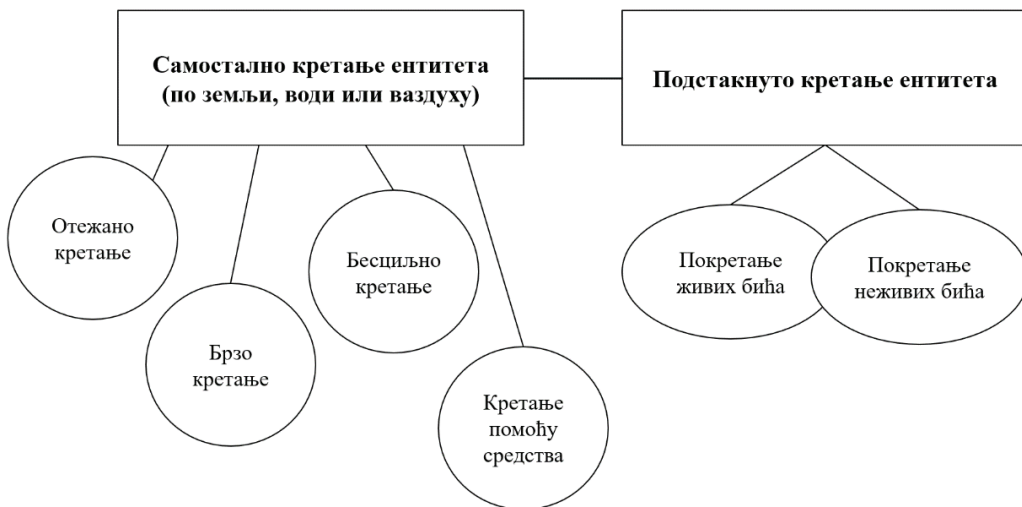 Самостално кретање ентитета
(по земљи, води или ваздуху)
Подстакнуто кретање ентитета
Отежано
кретање
Брзо
кретање
Бесциљно
кретање
Кретање
помоћу
средства
Покретање
живих бића
Покретање
неживих бића